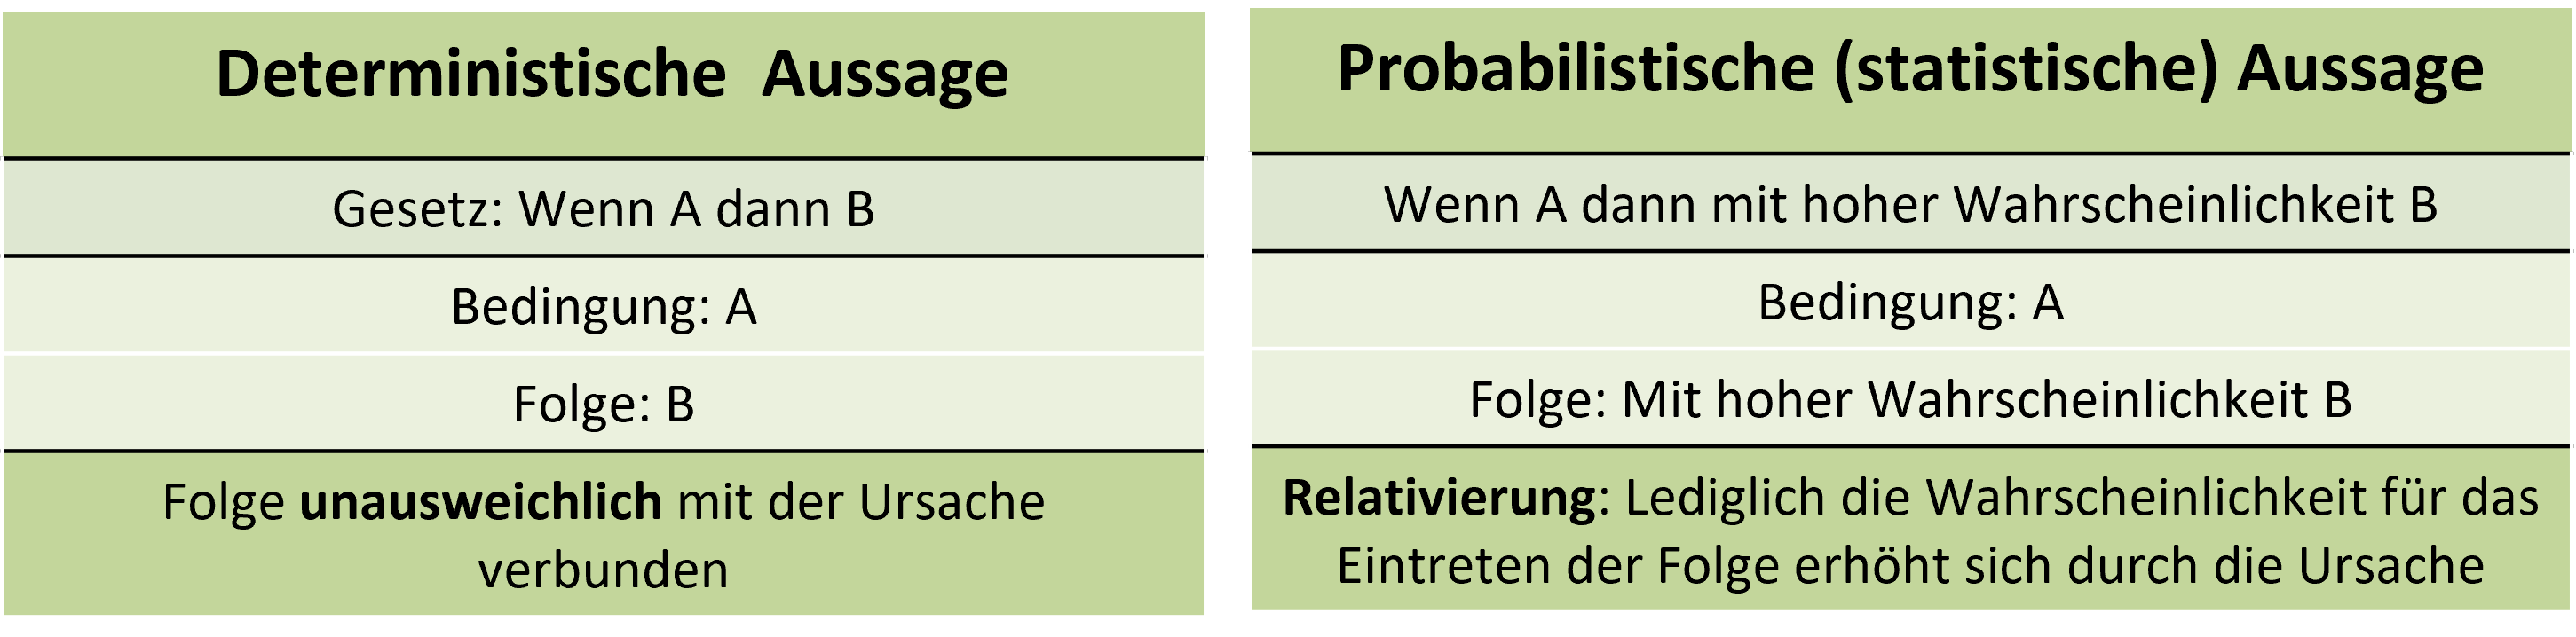 Deterministische Aussage
Gesetz: Wenn A dann B
Bedingung: A
Folge: B
Folge unausweichlich mit der Ursache
verbunden
Probabilistische (statistische) Aussage
Wenn A dann mit hoher Wahrscheinlichkeit B
Bedingung: A
Folge: Mit hoher Wahrscheinlichkeit B
Relativierung: Lediglich die Wahrscheinlichkeit für das
Eintreten der Folge erhöht sich durch die Ursache